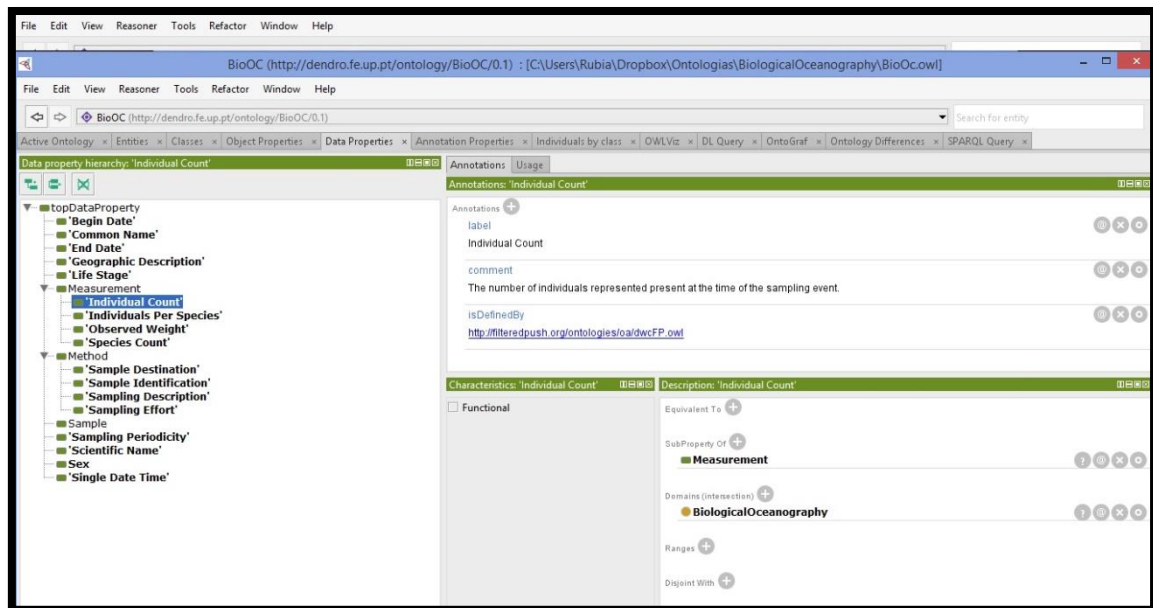 File Edit View Reasoner Tools Refactor Window Help
BioOC (http://dendro.fe.up.pt/ontology/BioOC/0.1) : [C:\Users\Rubia\Dropbox\Ontologias\BiologicalOceanography\BioOc.owl]
File Edit View Reasoner Tools Refactor Window Help
BioOC (http://dendro.fe.up.pt/ontology/BioOC/0.1)
Search for entity
Active Ontology × Entities × Classes × Object Properties × Data Properties × Annotation Properties × Individuals by class × OWLViz × DL Query × OntoGraf × Ontology Differences × SPARQL Query ×
Data property hierarchy: 'Individual Count'
topDataProperty
'Begin Date'
'Common Name'
'End Date'
'Geographic Description'
'Life Stage'
Measurement
'Individual Count'
'Individuals Per Species'
'Observed Weight'
'Species Count'
Method
'Sample Destination'
'Sample Identification'
'Sampling Description'
'Sampling Effort'
Sample
'Sampling Periodicity'
'Scientific Name'
Sex
'Single Date Time'
Annotations Usage
Annotations: 'Individual Count'
Annotations
label
Individual Count
comment
The number of individuals represented present at the time of the sampling event.
isDefinedBy
http://filteredpush.org/ontologies/oa/dwcFP.owl
Characteristics: 'Individual Count'
Functional
Description: 'Individual Count'
Equivalent To
SubProperty Of
Measurement
Domains (intersection)
BiologicalOceanography
Ranges
Disjoint With